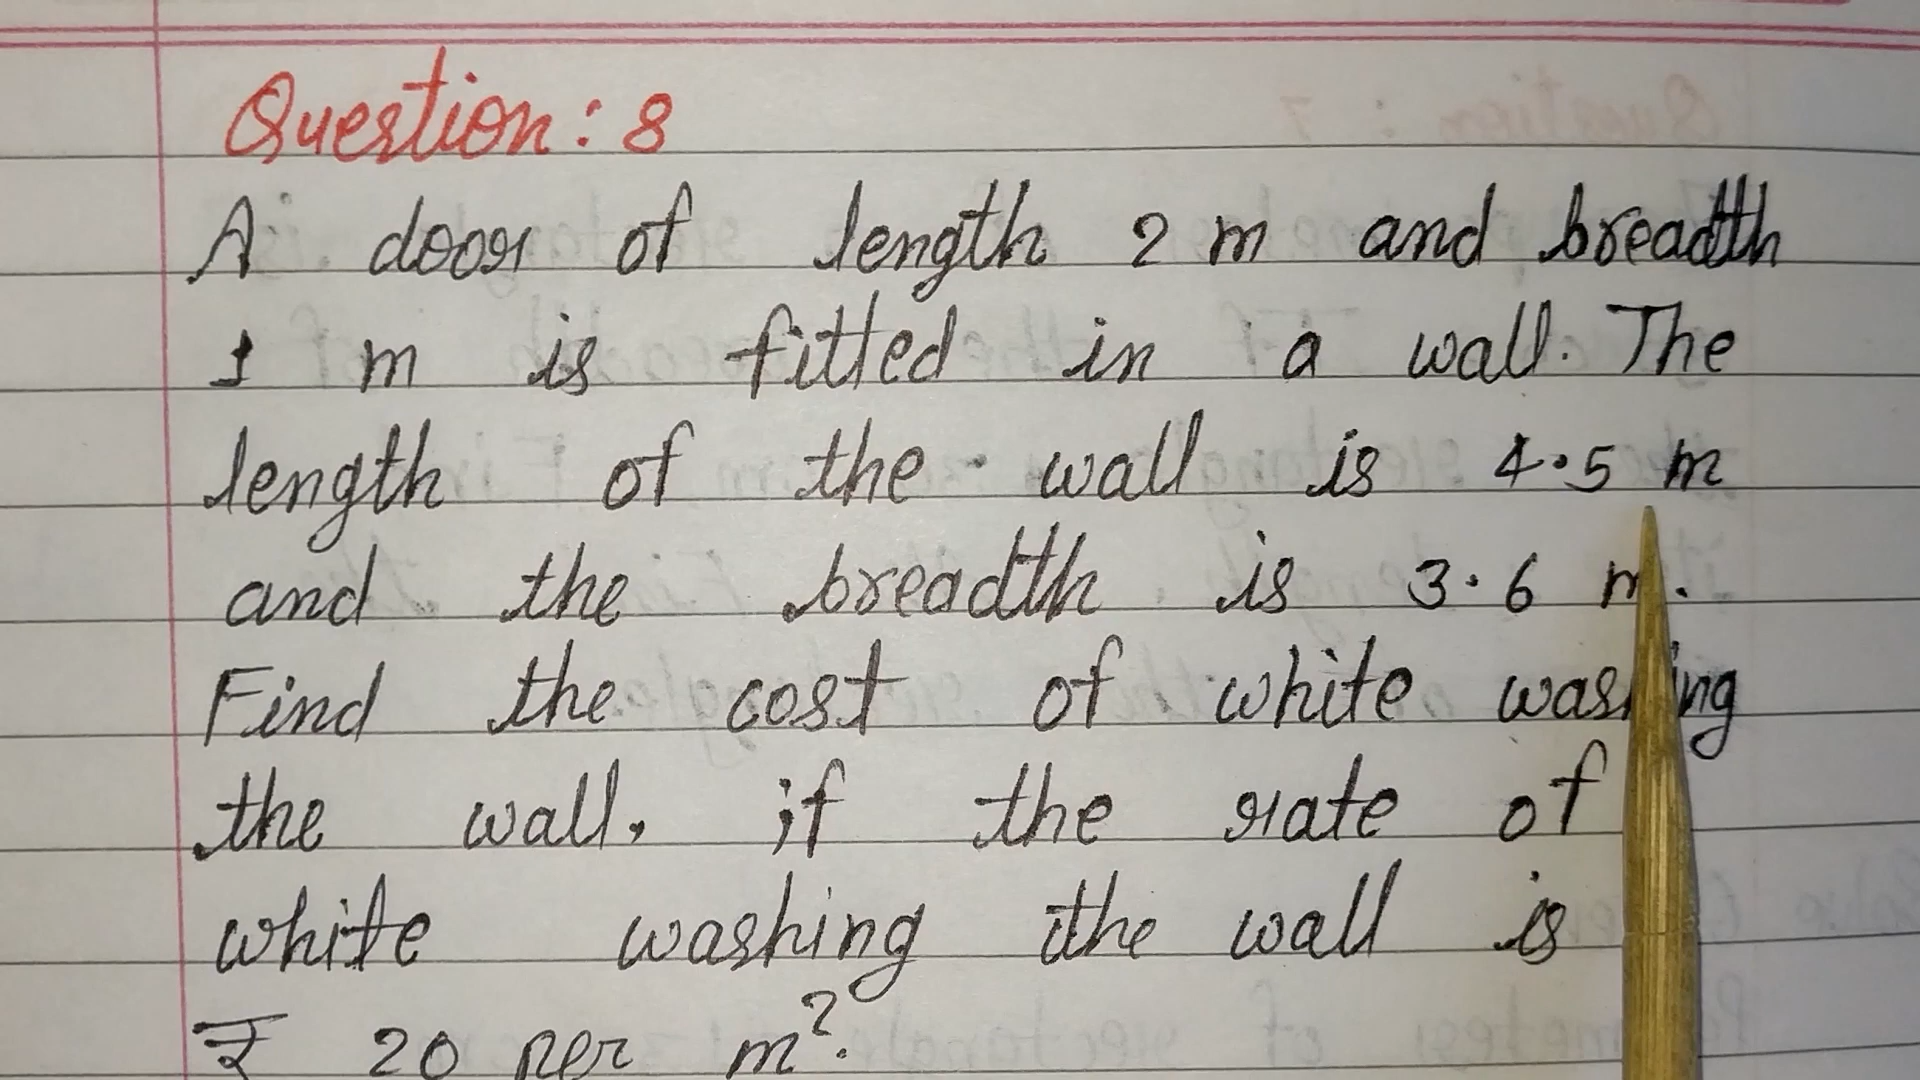 Question: 8
A door of length 2 m and breadth
1 m is fitted in a wall. The
length of the wall is 4.5 m
and the breadth is 3.6 m.
Find the cost of white washing
the wall, if the rate of
white washing the wall is
₹ 20 per m².